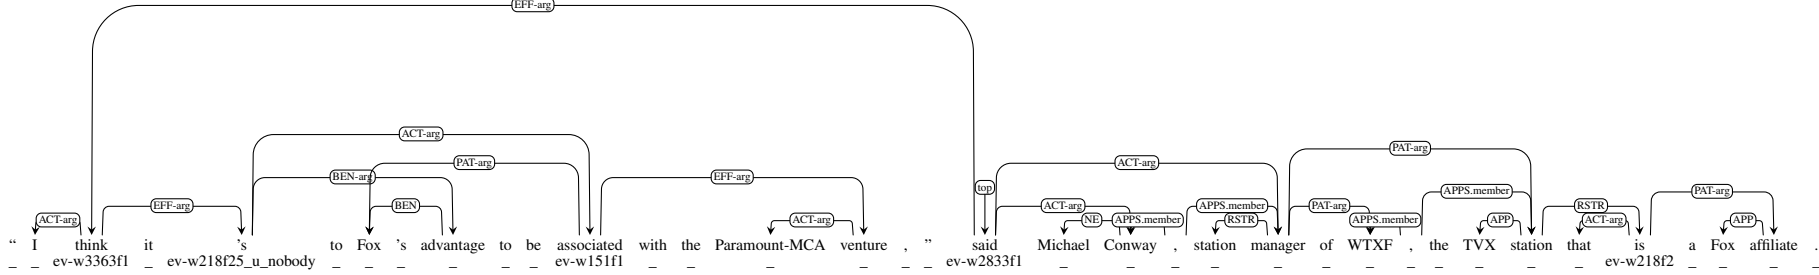 EFF-arg
ACT-arg
PAT-arg
PAT-arg ACT-arg
BEN-arg EFF-arg
top
PAT-arg APPS.member
ACT-arg EFF-arg BEN ACT-arg ACT-arg NE APPS.member APPS.member RSTR PAT-arg APPS.member APP RSTR ACT-arg APP
“ I think it 's to Fox 's advantage to be associated with the Paramount-MCA venture , ” said Michael Conway , station manager of WTXF , the TVX station that is a Fox affiliate .
_ _ ev-w3363f1 _ ev-w218f25_u_nobody _ _ _ _ _ _ ev-w151f1 _ _ _ _ _ _ ev-w2833f1 _ _ _ _ _ _ _ _ _ _ _ _ ev-w218f2 _ _ _ _